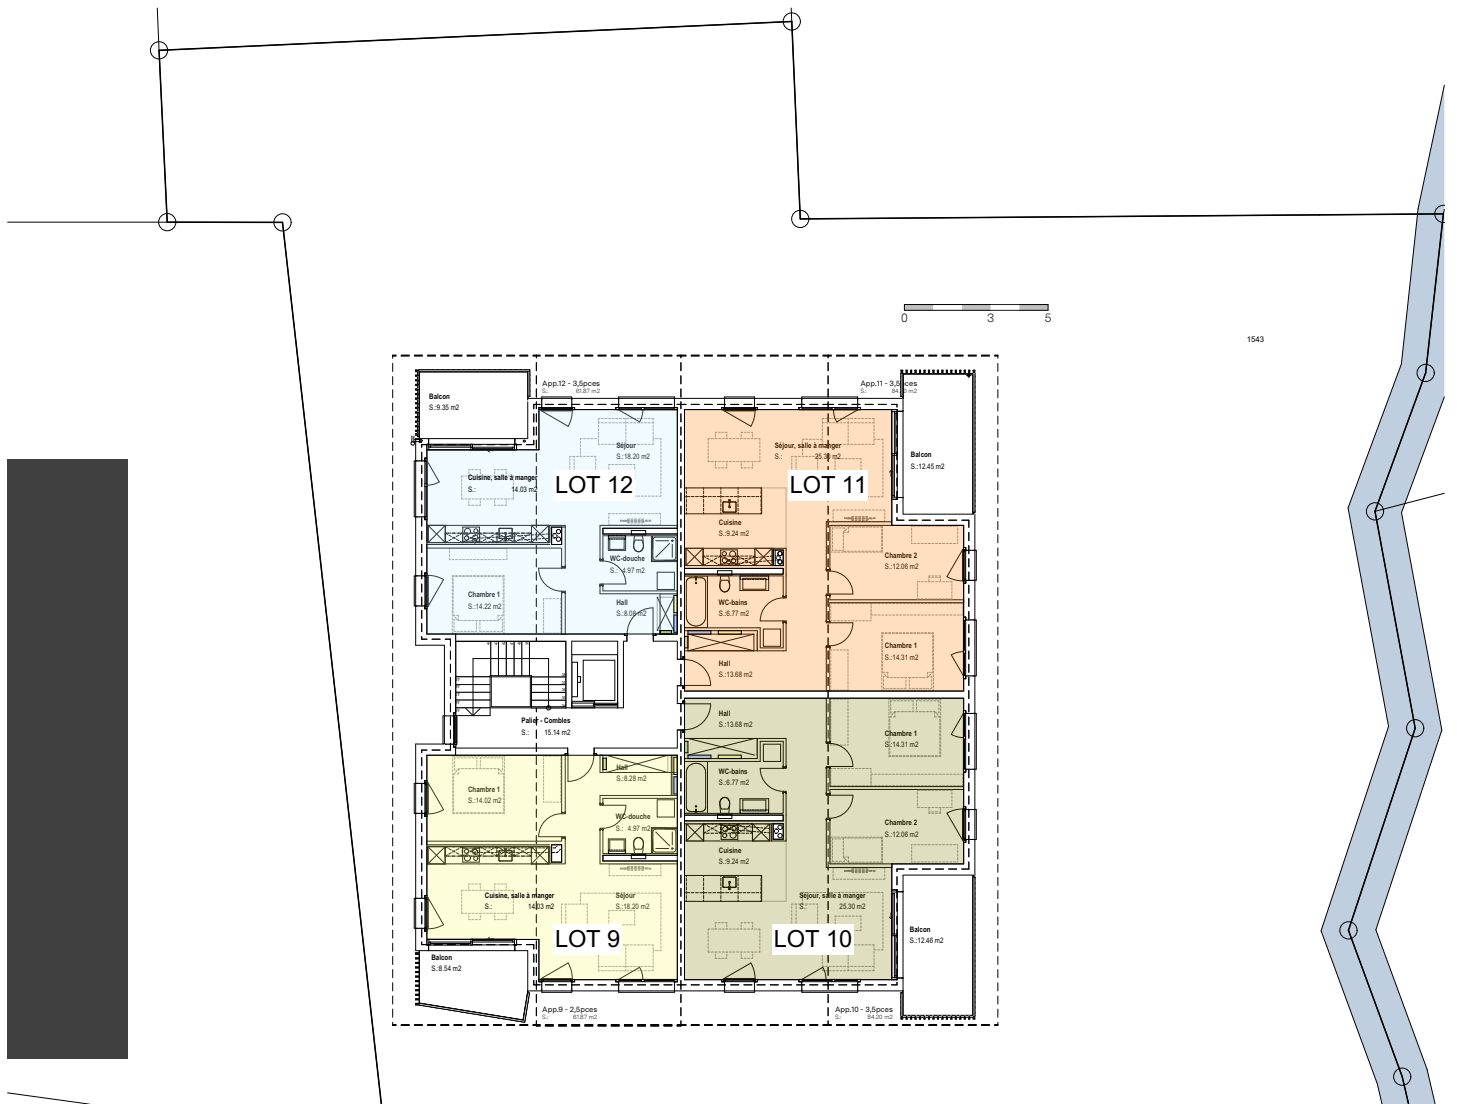 0 3 5
1543
App.12 - 3,5pces
S.: 61.87 m2
App.11 - 3,5pces
Balcon
S.:9.35 m2
Séjour
S.:18.20 m2
Séjour, salle à manger
S.: 25.30 m2
Balcon
S.:12.45 m2
Cuisine, salle à manger
S.: 14.03 m2
LOT 12
LOT 11
Cuisine
S.:9.24 m2
WC-douche
S.: 4.97 m2
Chambre 2
S.:12.06 m2
Chambre 1
S.:14.22 m2
Hall
S.:8.08 m2
WC-bains
S.:6.77 m2
Chambre 1
S.:14.31 m2
Hall
S.:13.68 m2
Palier - Combles
S.: 15.14 m2
Hall
S.:13.68 m2
Chambre 1
S.:14.31 m2
Hall
S.:8.28 m2
WC-bains
S.:6.77 m2
Chambre 1
S.:14.02 m2
WC-douche
S.: 4.97 m2
Chambre 2
S.:12.06 m2
Cuisine
S.:9.24 m2
Cuisine, salle à manger
S.: 14.03 m2
Séjour
S.:18.20 m2
Séjour, salle à manger
S.: 25.30 m2
LOT 9
LOT 10
Balcon
S.:12.46 m2
Balcon
S.:8.54 m2
App.9 - 2,5pces
S.: 61.87 m2
App.10 - 3,5pces
S.: 84.20 m2